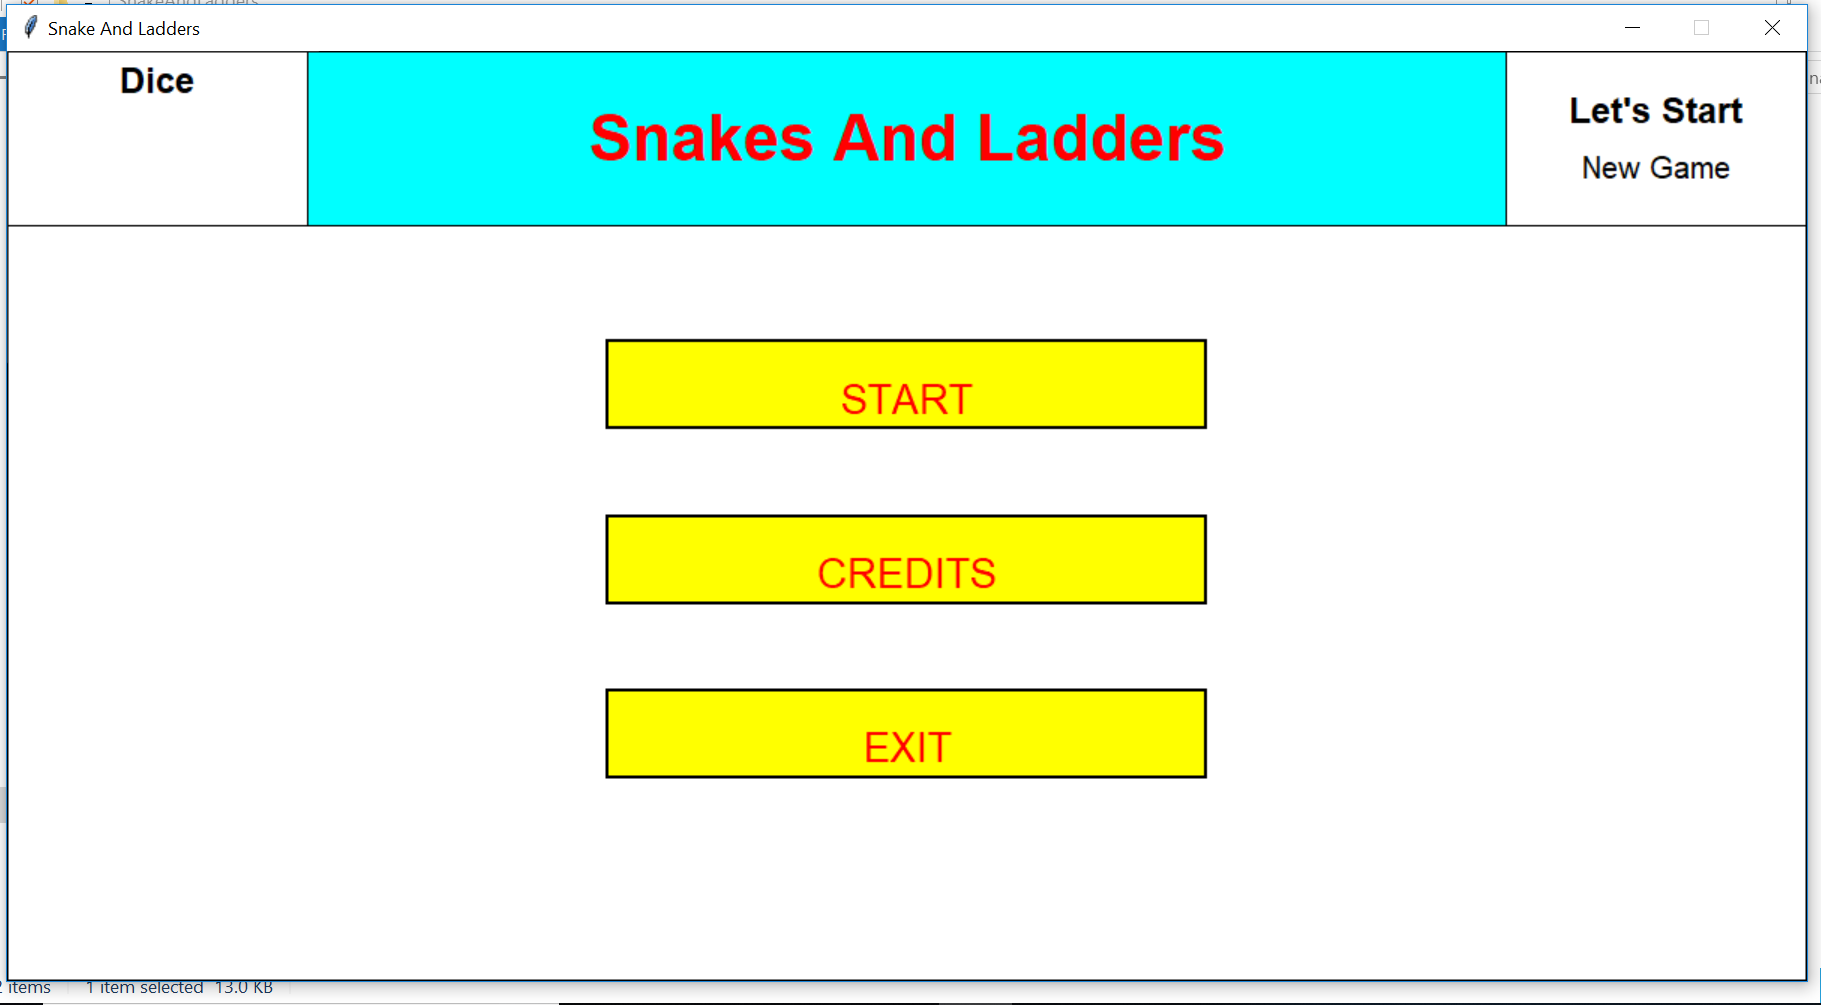 Snake And Ladders
Dice
Snakes And Ladders
Let's Start
New Game
START
CREDITS
EXIT
items
1 item selected 13.0 KB